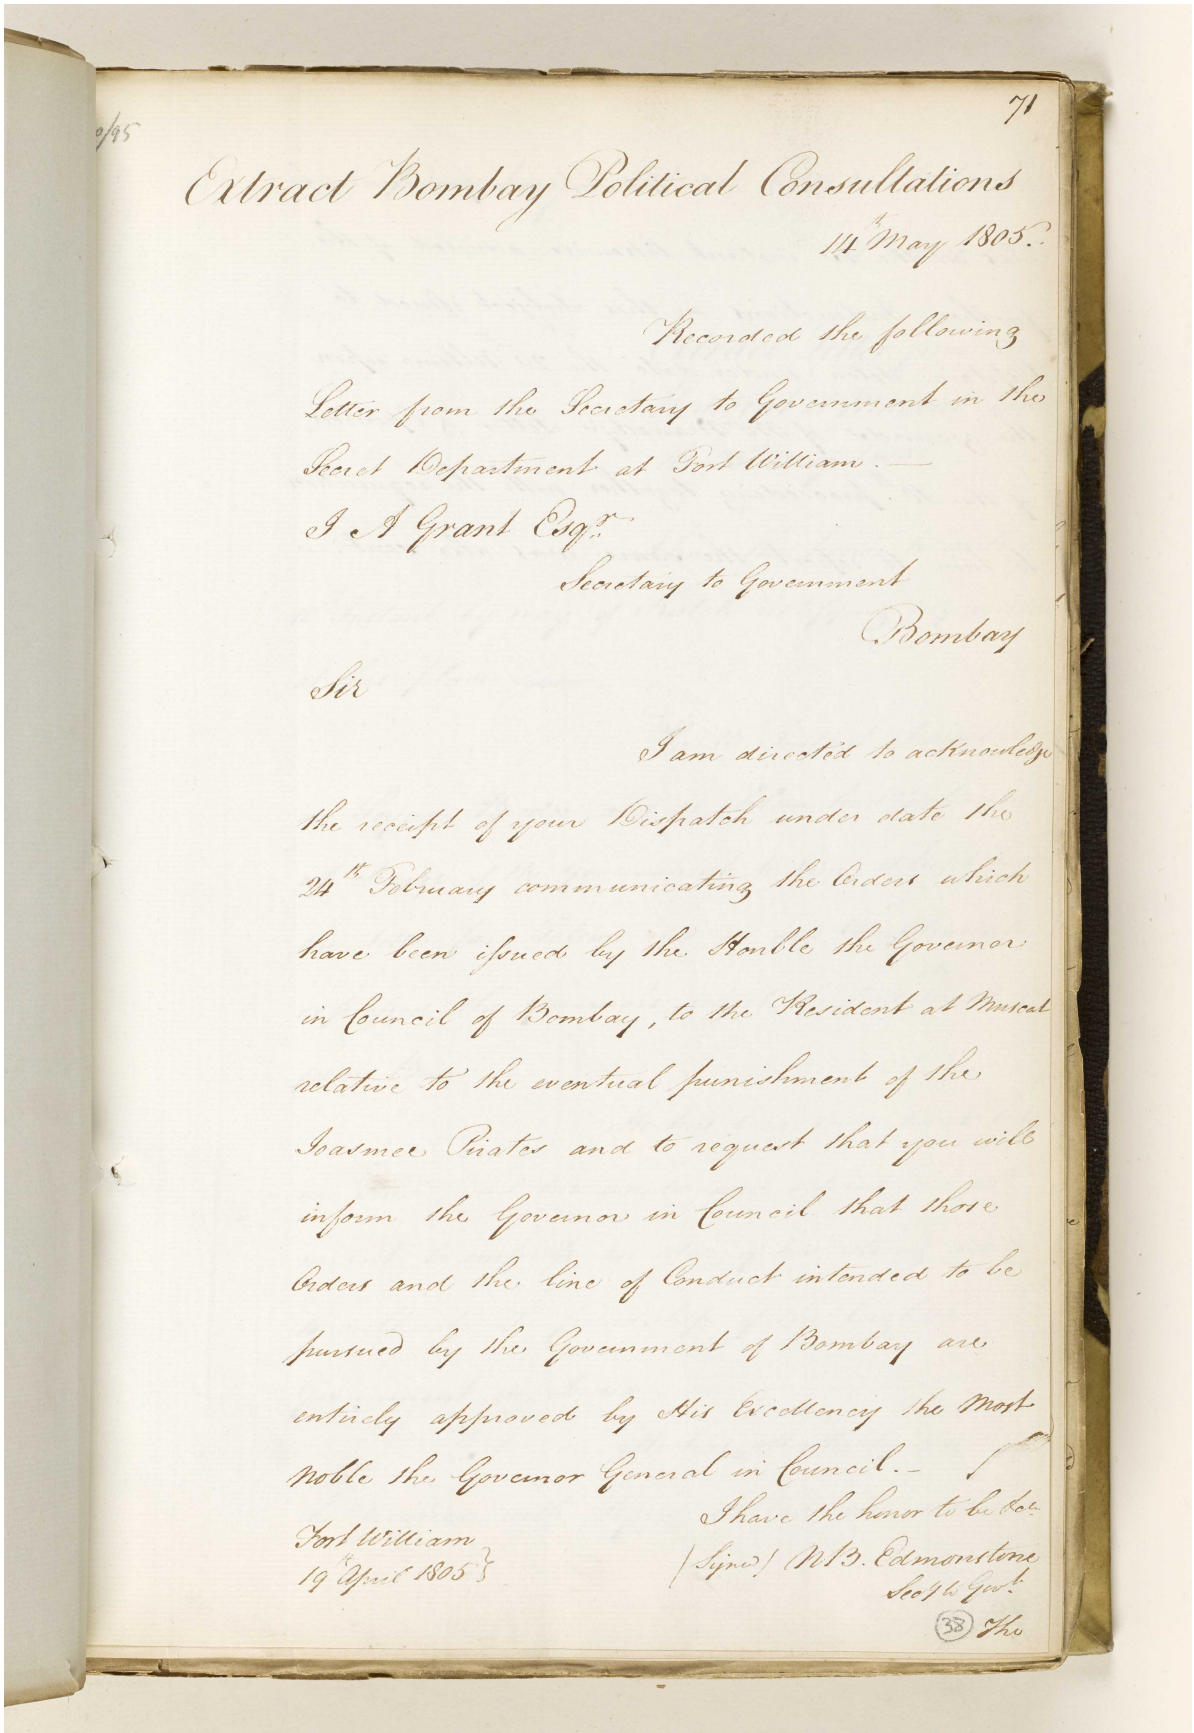 71
0/95
Extract Bombay Political Consultations
14th May 1805.
Recorded the following
Letter from the Secretary to Government in the
Secret Department at Fort William. —
J A Grant Esqr.
Secretary to Government
Bombay
Sir
I am directed to acknowledge
the receipt of your Dispatch under date the
24th February communicating the Orders which
have been issued by the Honble the Governor
in Council of Bombay, to the Resident at Muscat
relative to the eventual punishment of the
Joasmee Pirates and to request that you will
inform the Governor in Council that those
Orders and the line of Conduct intended to be
pursued by the Government of Bombay are
entirely approved by His Excellency the Most
Noble the Governor General in Council. –
I have the honor to be &ca
Fort William
19th April 1805
(Signed) N B. Edmonstone
Secy to Govt.
38
The